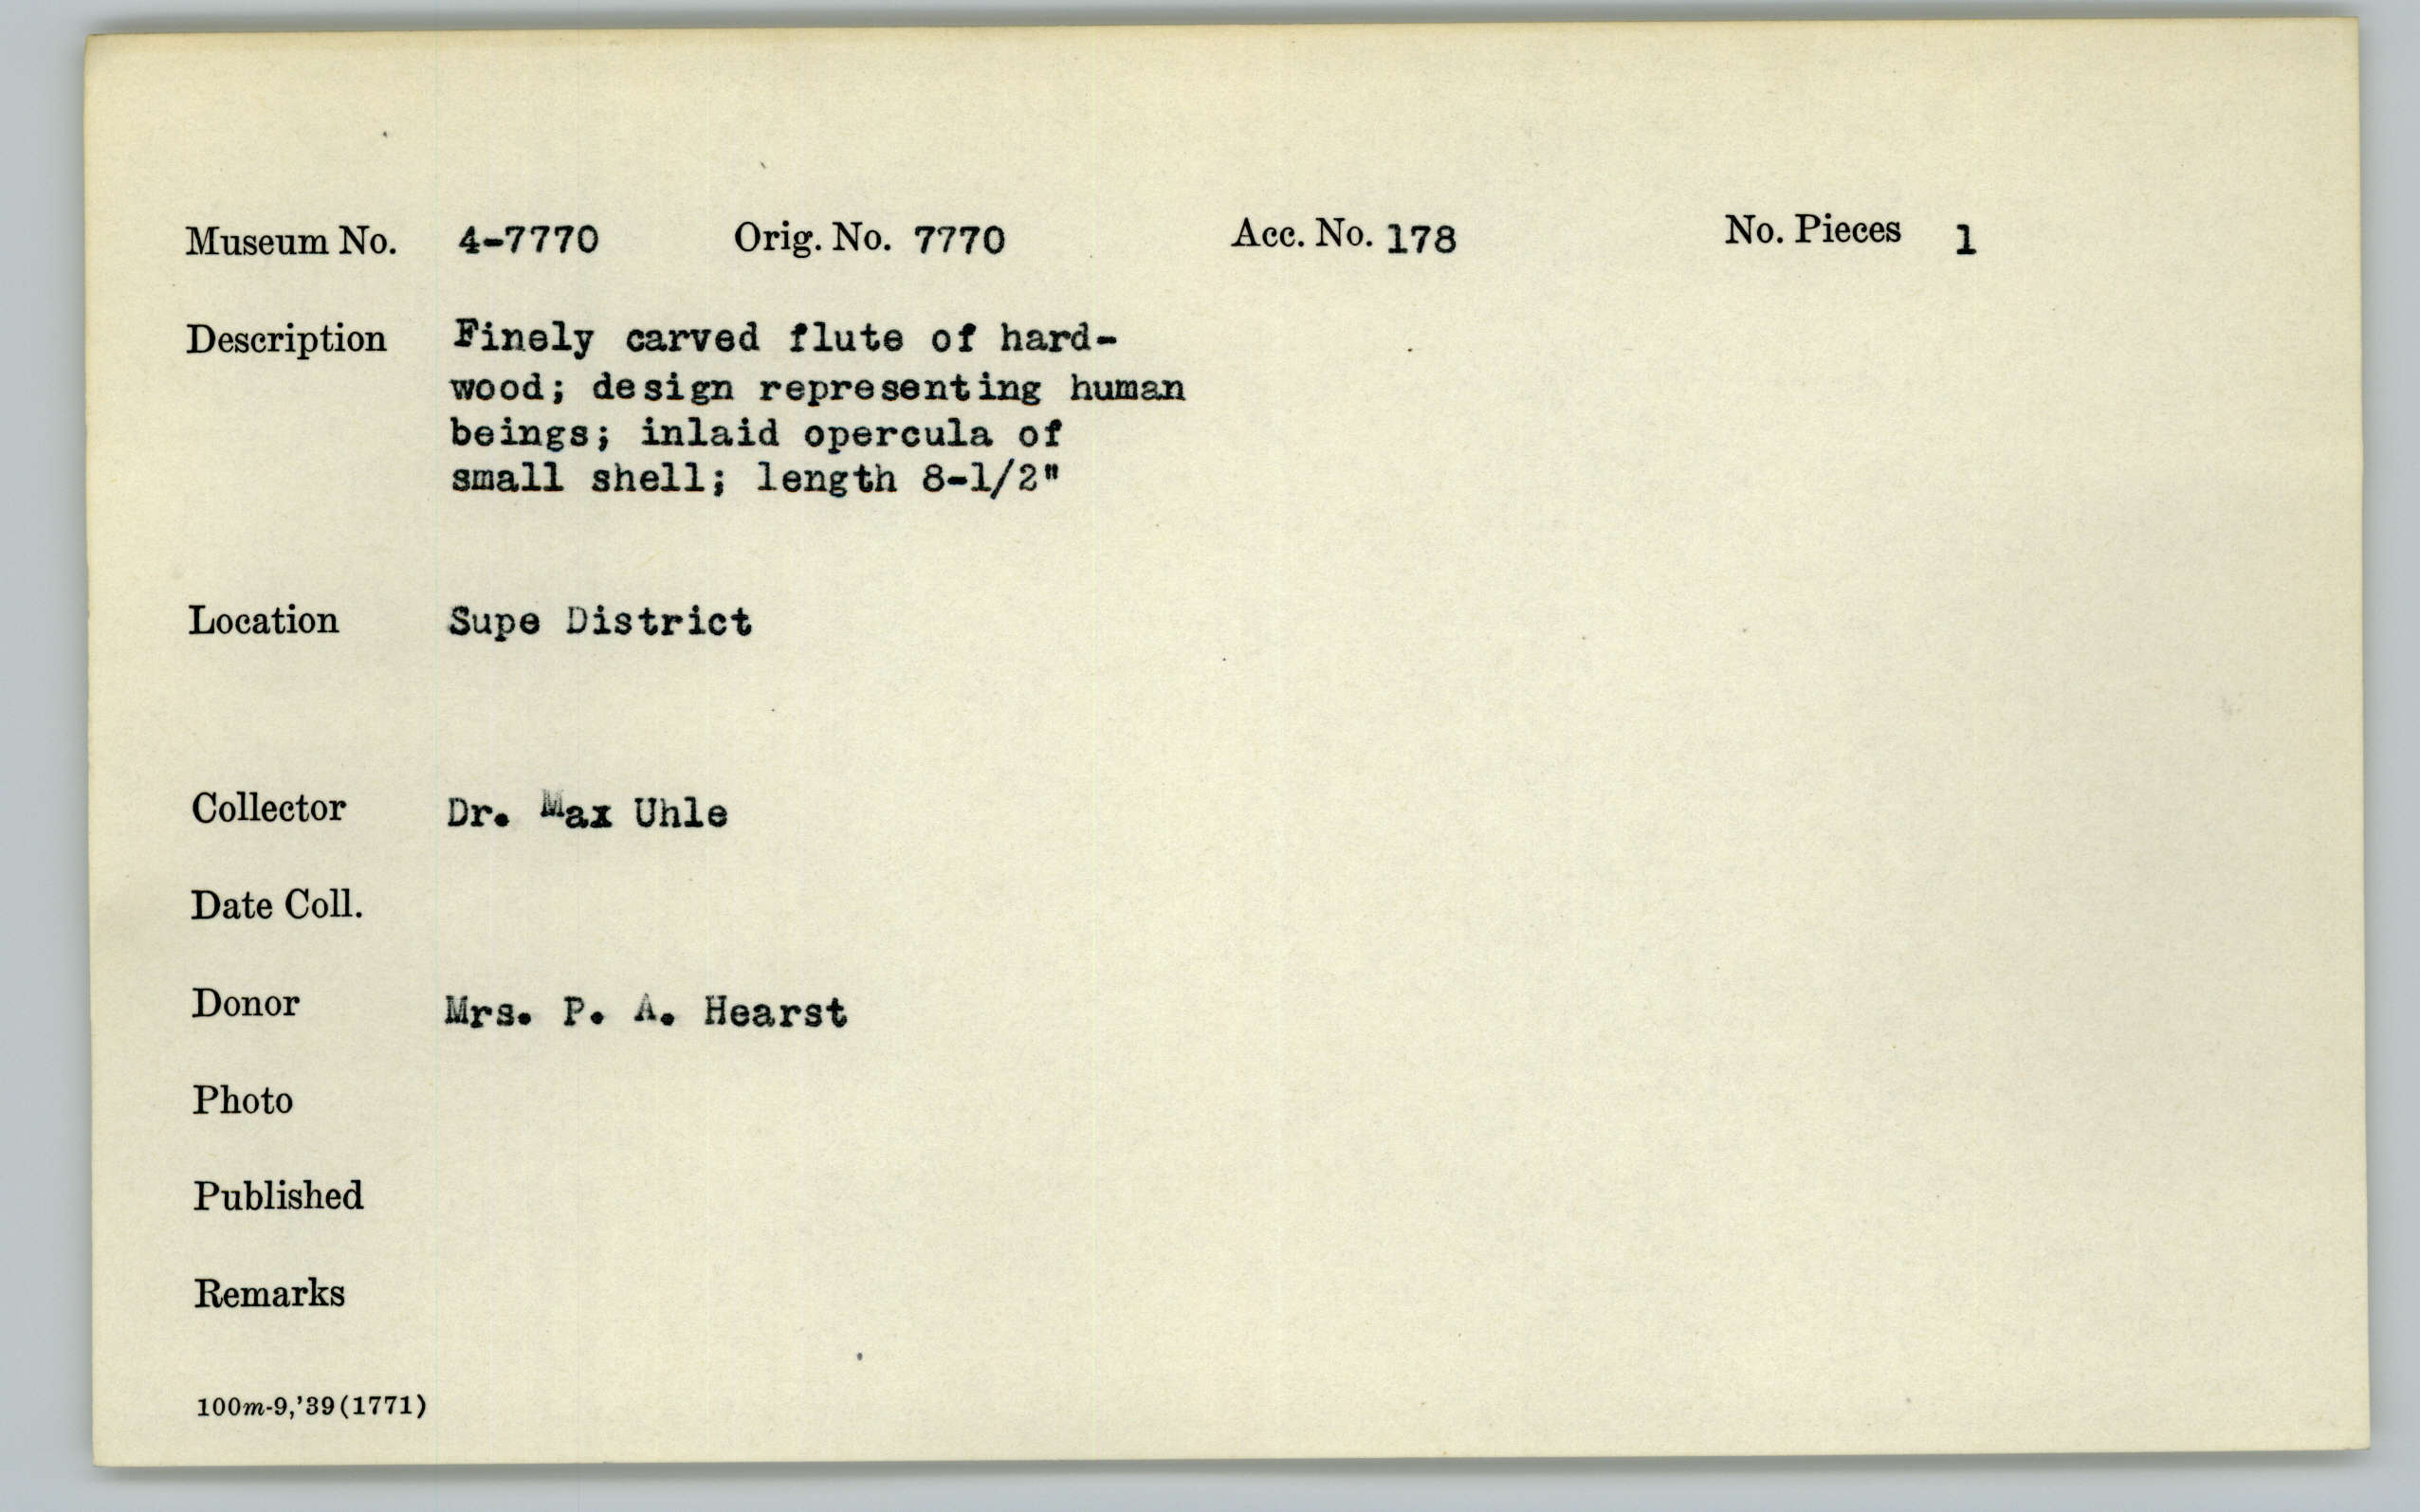 Museum No. 4-7770 Orig. No. 7770 Acc. No. 178 No. Pieces 1
Description Finely carved flute of hard-
wood; design representing human
beings; inlaid opercula of
small shell; length 8-1/2"
Location Supe District
Collector Dr. Max Uhle
Date Coll.
Donor Mrs. P. A. Hearst
Photo
Published
Remarks
100m-9,'39(1771)